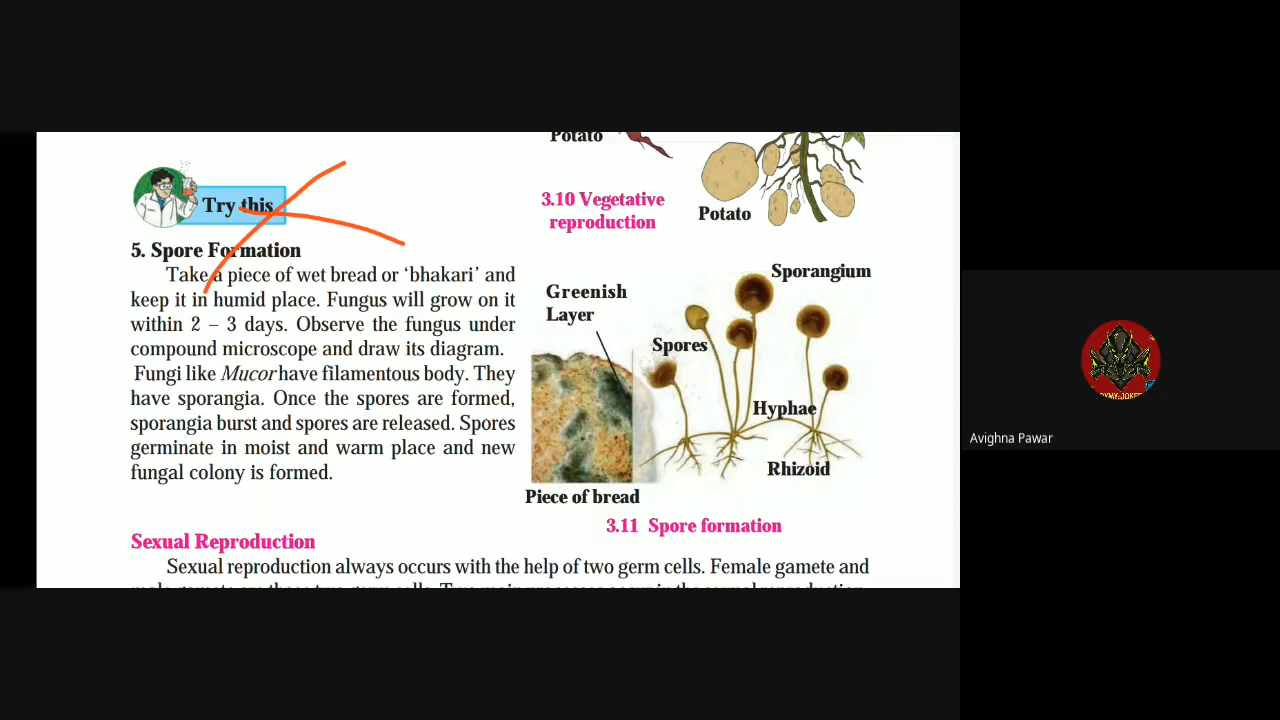 Potato
Try this
3.10 Vegetative
reproduction
Potato
5. Spore Formation
Take a piece of wet bread or ‘bhakari’ and
keep it in humid place. Fungus will grow on it
within 2 – 3 days. Observe the fungus under
compound microscope and draw its diagram.
Fungi like Mucor have filamentous body. They
have sporangia. Once the spores are formed,
sporangia burst and spores are released. Spores
germinate in moist and warm place and new
fungal colony is formed.
Sporangium
Greenish
Layer
Spores
Hyphae
Rhizoid
Piece of bread
3.11 Spore formation
Sexual Reproduction
Sexual reproduction always occurs with the help of two germ cells. Female gamete and
Avighna Pawar